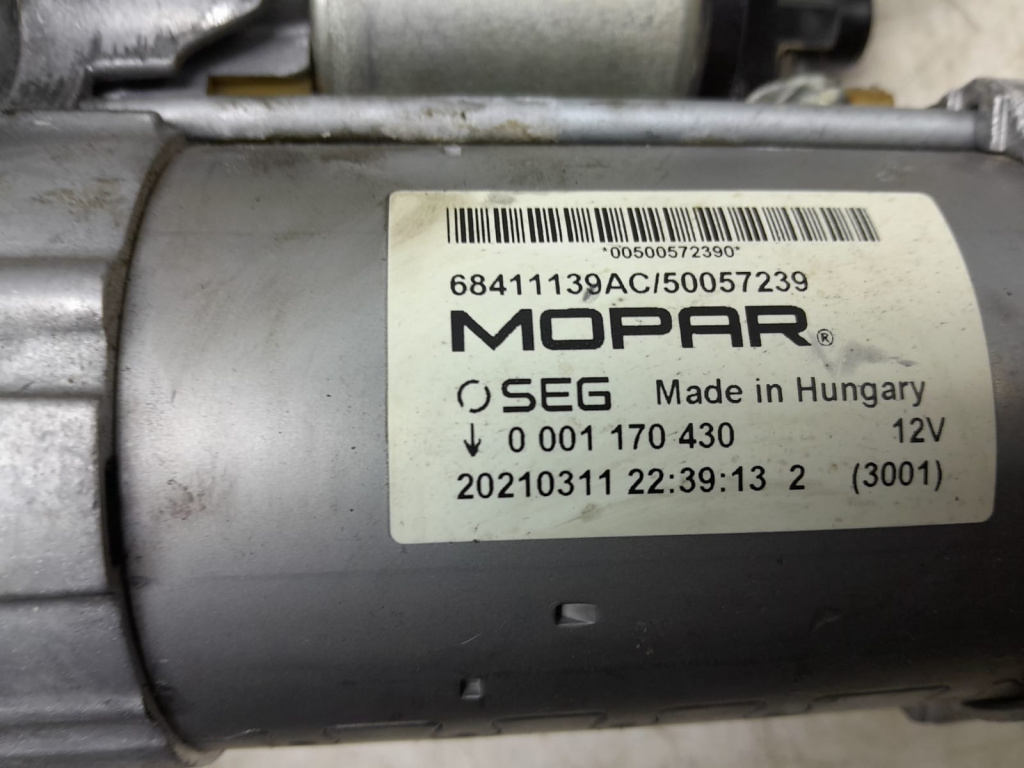 *00500572390*
68411139AC/50057239
MOPAR®
SEG Made in Hungary
↓ 0 001 170 430 12V
20210311 22:39:13 2 (3001)